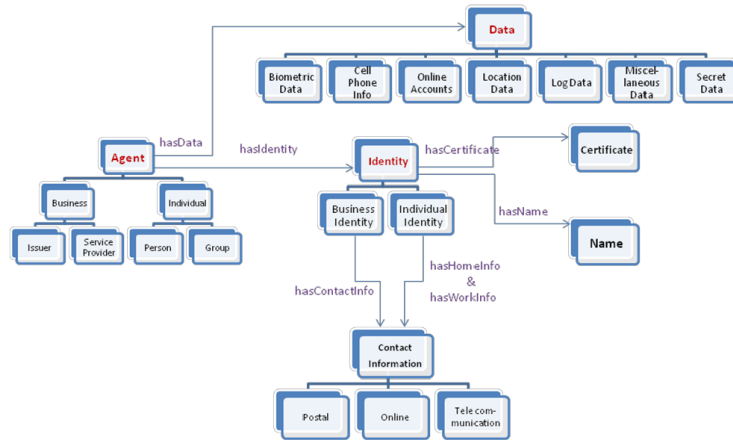 Data
Biometric
Data
Cell
Phone
Info
Online
Accounts
Location
Data
Log Data
Miscel-
laneous
Data
Secret
Data
hasData
hasIdentity
hasCertificate
Agent
Identity
Certificate
Business
Individual
Business
Identity
Individual
Identity
hasName
Issuer
Service
Provider
Person
Group
Name
hasContactInfo
hasHomeInfo
&
hasWorkInfo
Contact
Information
Postal
Online
Telecom-
munication